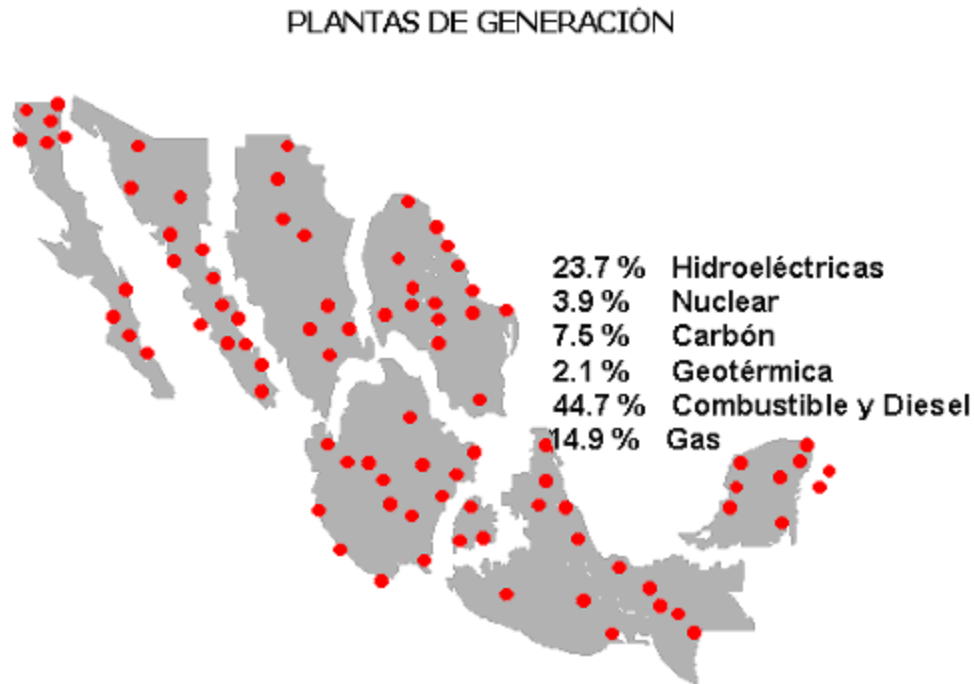 PLANTAS DE GENERACIÓN
23.7 % Hidroeléctricas
3.9 % Nuclear
7.5 % Carbón
2.1 % Geotérmica
44.7 % Combustible y Diesel
14.9 % Gas